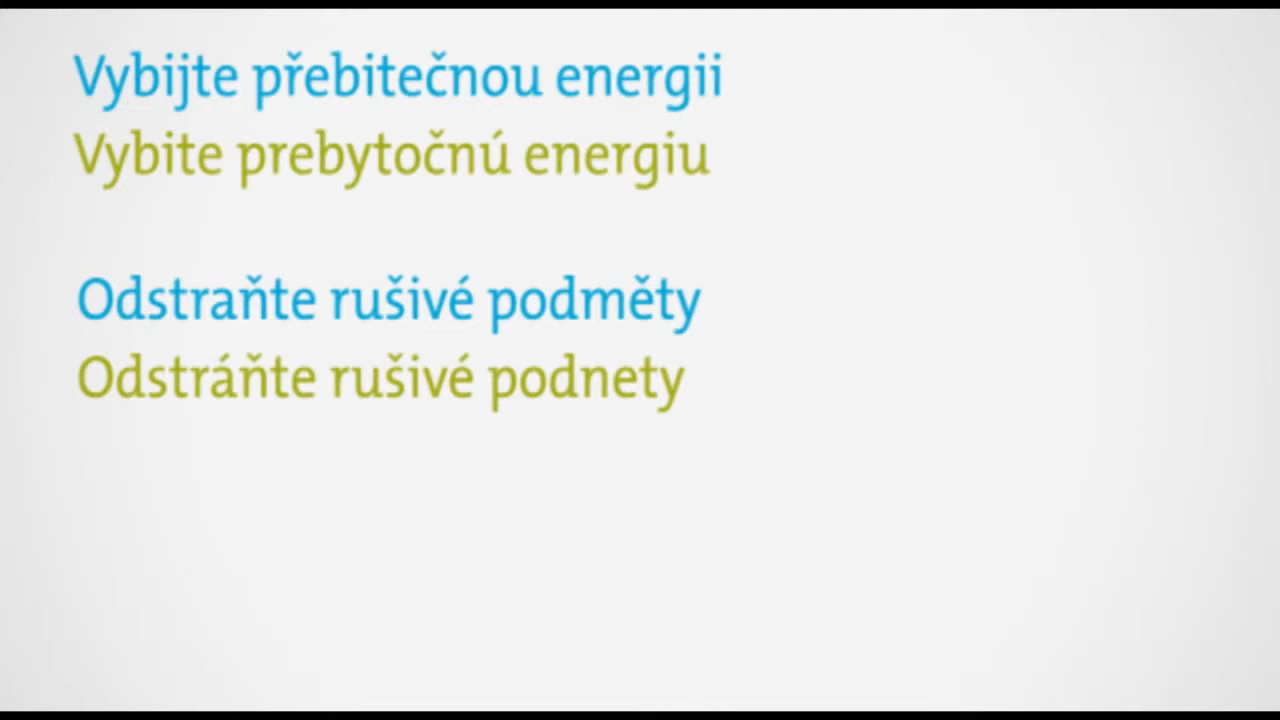 Vybijte přebitečnou energii
Vybite prebytočnú energiu
Odstraňte rušivé podměty
Odstráňte rušivé podnety